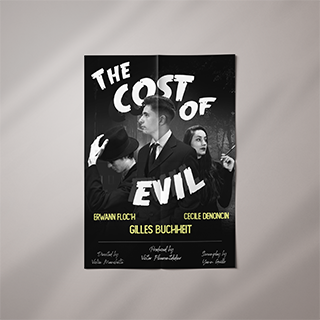 THE
COST OF
EVIL
ERWANN FLOC'H
CECILE DENONCIN
GILLES BUCHHEIT
Directed by
Produced by
Screenplay by